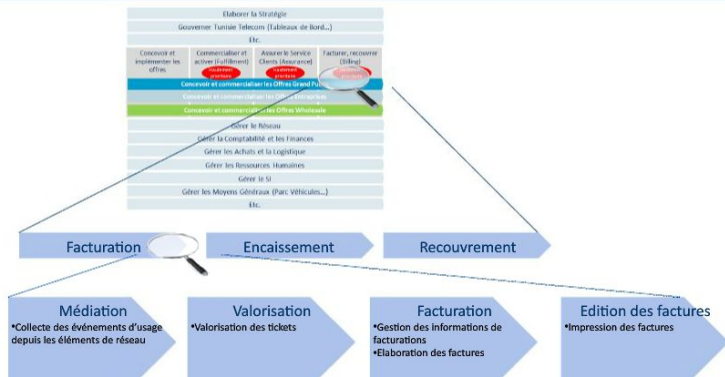 Elaborer la Stratégie
Gouverner Tunisie Telecom (Tableaux de Bord...)
Etc.
Concevoir et
implémenter les
offres
Commercialiser et
activer (Fulfillment)
Assurer le Service
Clients (Assurance)
Facturer, recouvrer
(Billing)
Concevoir et commercialiser les Offres Grand Public
Concevoir et commercialiser les Offres Entreprises
Concevoir et commercialiser les Offres Wholesale
Gérer le Réseau
Gérer la Comptabilité et les Finances
Gérer les Achats et la Logistique
Gérer les Ressources Humaines
Gérer le SI
Gérer les Moyens Généraux (Parc Véhicules...)
Etc.
Facturation
Encaissement
Recouvrement
Médiation
•Collecte des événements d'usage
depuis les éléments de réseau
Valorisation
•Valorisation des tickets
Facturation
•Gestion des informations de
facturations
•Elaboration des factures
Edition des factures
•Impression des factures